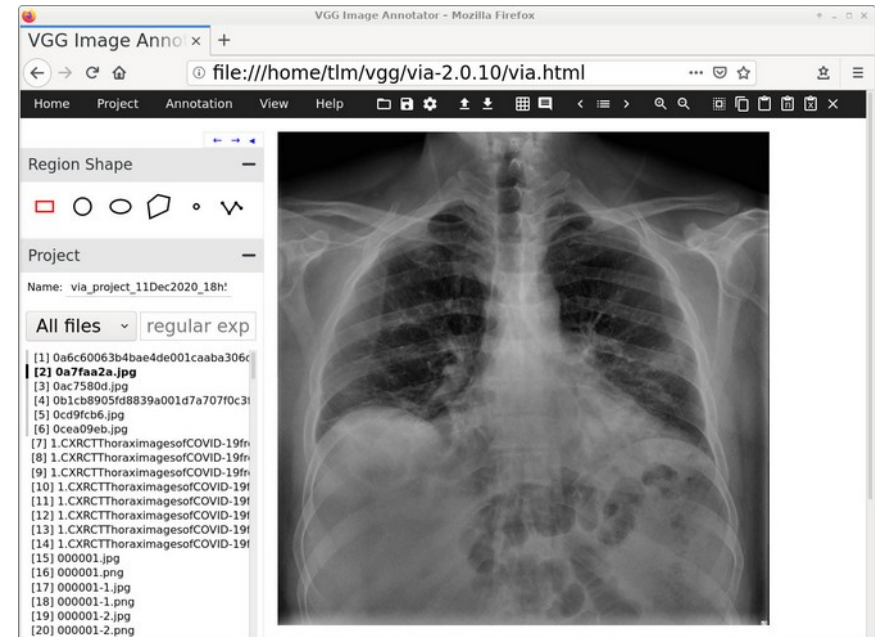 VGG Image Annotator - Mozilla Firefox
VGG Image Anno
file:///home/tlm/vgg/via-2.0.10/via.html
Home Project Annotation View Help
Region Shape
Project
Name: via_project_11Dec2020_18h
All files regular exp
[1] 0a6c60063b4bae4de001caaba306c
[2] 0a7faa2a.jpg
[3] 0ac7580d.jpg
[4] 0b1cb8905fd8839a001d7a707f0c3
[5] 0cd9fcb6.jpg
[6] 0cea09eb.jpg
[7] 1.CXRCTThoraximagesofCOVID-19fr
[8] 1.CXRCTThoraximagesofCOVID-19fr
[9] 1.CXRCTThoraximagesofCOVID-19fr
[10] 1.CXRCTThoraximagesofCOVID-19f
[11] 1.CXRCTThoraximagesofCOVID-19f
[12] 1.CXRCTThoraximagesofCOVID-19f
[13] 1.CXRCTThoraximagesofCOVID-19f
[14] 1.CXRCTThoraximagesofCOVID-19f
[15] 000001.jpg
[16] 000001.png
[17] 000001-1.jpg
[18] 000001-1.png
[19] 000001-2.jpg
[20] 000001-2.png